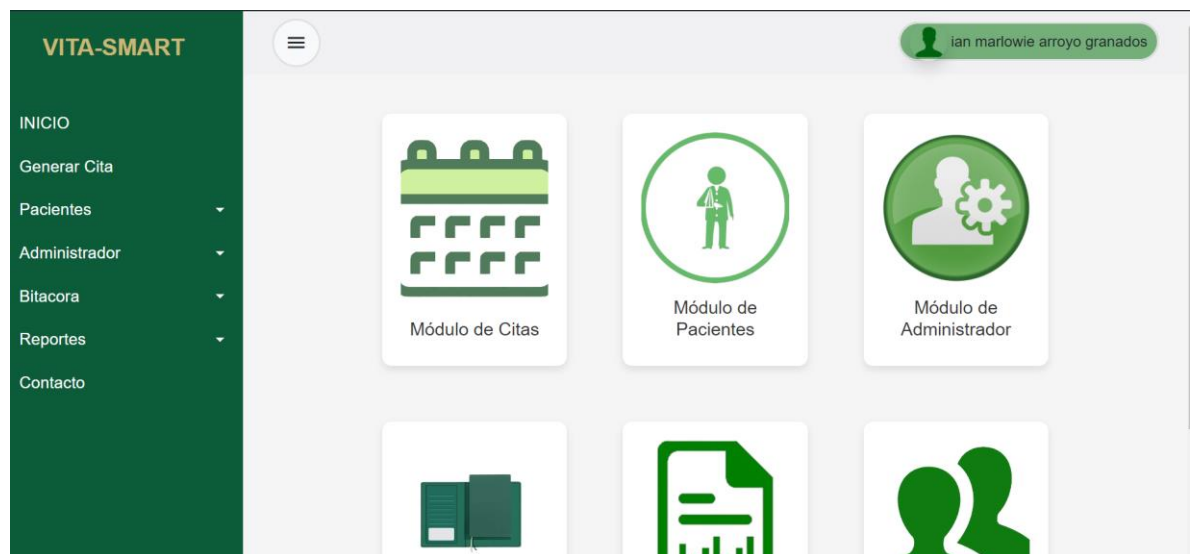 VITA-SMART
ian marlowie arroyo granados
INICIO
Generar Cita
Pacientes
Administrador
Bitacora
Reportes
Contacto
Módulo de Citas
Módulo de
Pacientes
Módulo de
Administrador